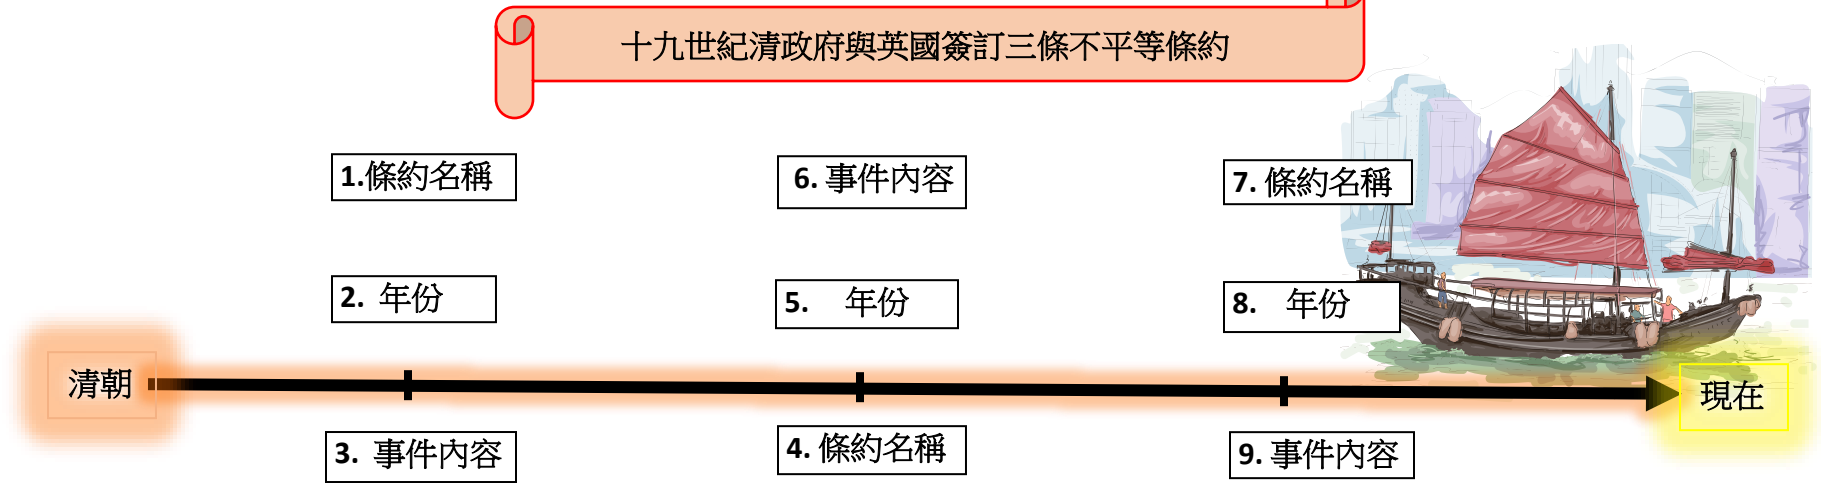 十九世紀清政府與英國簽訂三條不平等條約
1.條約名稱
6. 事件內容
7. 條約名稱
2. 年份
5. 年份
8. 年份
清朝
現在
3. 事件內容
4. 條約名稱
9. 事件內容